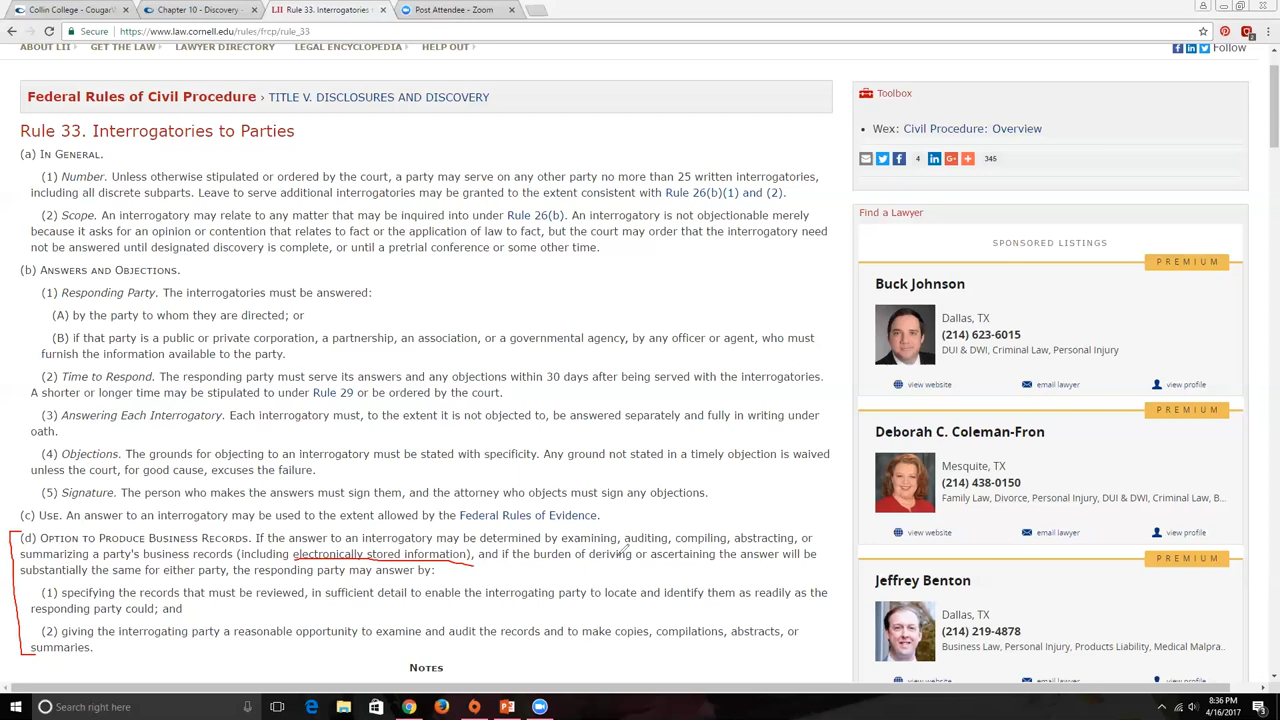 Collin College - Cougar
Chapter 10 - Discovery -
LII Rule 33. Interrogatories to
Post Attendee - Zoom
Secure
https://www.law.cornell.edu/rules/frcp/rule_33
ABOUT LII
GET THE LAW
LAWYER DIRECTORY
LEGAL ENCYCLOPEDIA
HELP OUT
Follow
Federal Rules of Civil Procedure › TITLE V. DISCLOSURES AND DISCOVERY
Rule 33. Interrogatories to Parties
(a) IN GENERAL.
(1) Number. Unless otherwise stipulated or ordered by the court, a party may serve on any other party no more than 25 written interrogatories,
including all discrete subparts. Leave to serve additional interrogatories may be granted to the extent consistent with Rule 26(b)(1) and (2).
(2) Scope. An interrogatory may relate to any matter that may be inquired into under Rule 26(b). An interrogatory is not objectionable merely
because it asks for an opinion or contention that relates to fact or the application of law to fact, but the court may order that the interrogatory need
not be answered until designated discovery is complete, or until a pretrial conference or some other time.
(b) ANSWERS AND OBJECTIONS.
(1) Responding Party. The interrogatories must be answered:
(A) by the party to whom they are directed; or
(B) if that party is a public or private corporation, a partnership, an association, or a governmental agency, by any officer or agent, who must
furnish the information available to the party.
(2) Time to Respond. The responding party must serve its answers and any objections within 30 days after being served with the interrogatories.
A shorter or longer time may be stipulated to under Rule 29 or be ordered by the court.
(3) Answering Each Interrogatory. Each interrogatory must, to the extent it is not objected to, be answered separately and fully in writing under
oath.
(4) Objections. The grounds for objecting to an interrogatory must be stated with specificity. Any ground not stated in a timely objection is waived
unless the court, for good cause, excuses the failure.
(5) Signature. The person who makes the answers must sign them, and the attorney who objects must sign any objections.
(c) USE. An answer to an interrogatory may be used to the extent allowed by the Federal Rules of Evidence.
(d) OPTION TO PRODUCE BUSINESS RECORDS. If the answer to an interrogatory may be determined by examining, auditing, compiling, abstracting, or
summarizing a party's business records (including electronically stored information), and if the burden of deriving or ascertaining the answer will be
substantially the same for either party, the responding party may answer by:
(1) specifying the records that must be reviewed, in sufficient detail to enable the interrogating party to locate and identify them as readily as the
responding party could; and
(2) giving the interrogating party a reasonable opportunity to examine and audit the records and to make copies, compilations, abstracts, or
summaries.
NOTES
Toolbox
Wex: Civil Procedure: Overview
4
345
Find a Lawyer
SPONSORED LISTINGS
PREMIUM
Buck Johnson
Dallas, TX
(214) 623-6015
DUI & DWI, Criminal Law, Personal Injury
view website
email lawyer
view profile
PREMIUM
Deborah C. Coleman-Fron
Mesquite, TX
(214) 438-0150
Family Law, Divorce, Personal Injury, DUI & DWI, Criminal Law, B...
view website
email lawyer
view profile
PREMIUM
Jeffrey Benton
Dallas, TX
(214) 219-4878
Business Law, Personal Injury, Products Liability, Medical Malpra..
view website
email lawyer
view profile
Search right here
8:36 PM
4/16/2017